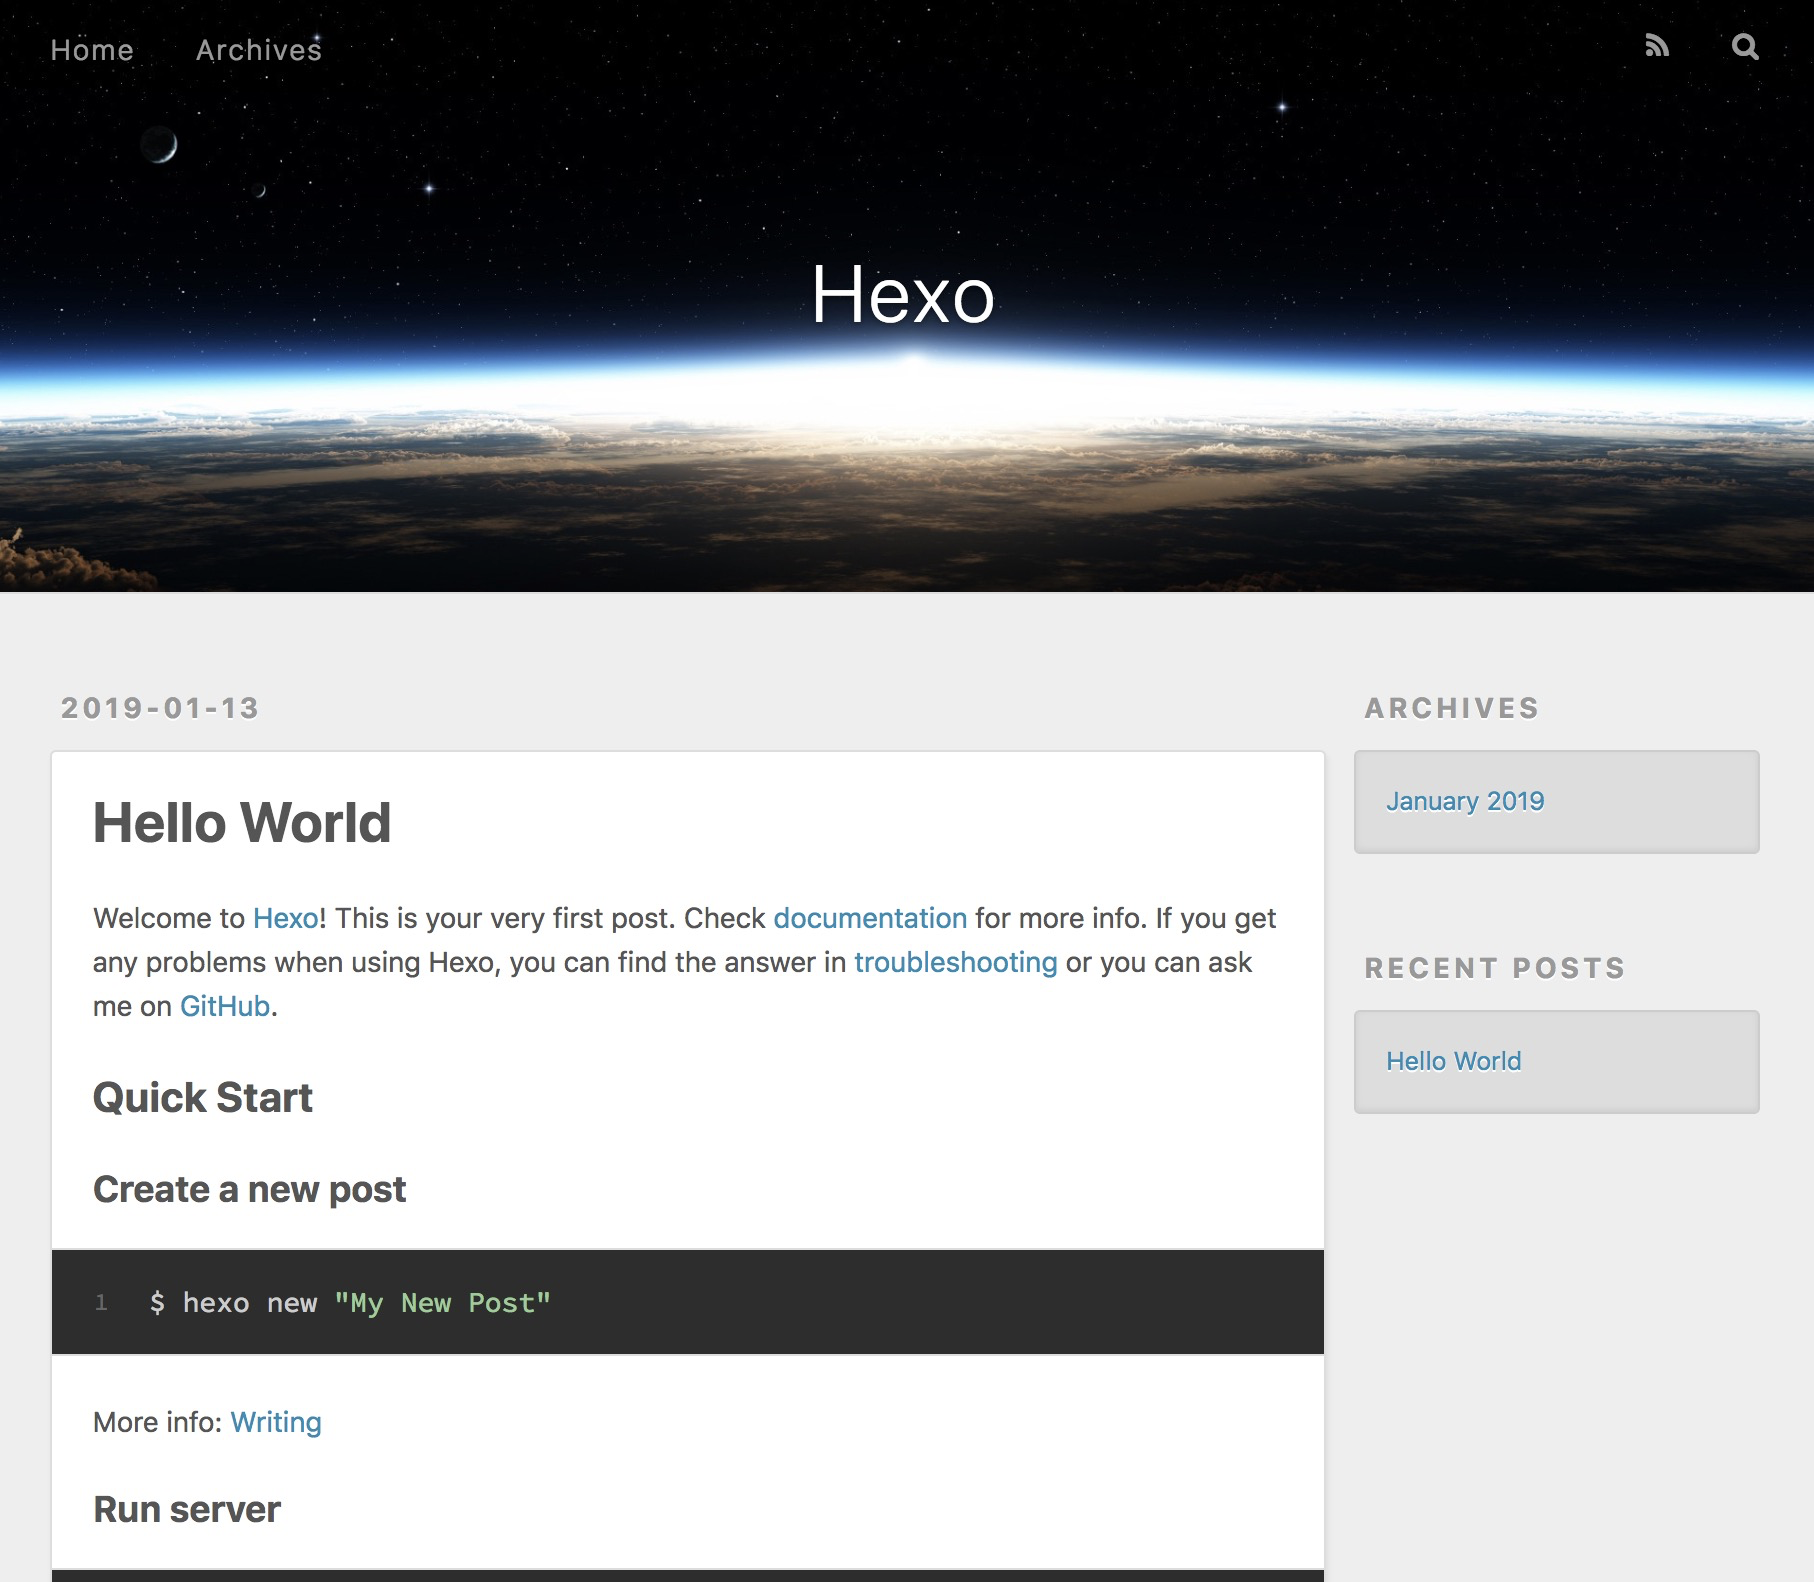 Home Archives
Hexo
2019-01-13
Hello World
Welcome to Hexo! This is your very first post. Check documentation for more info. If you get
any problems when using Hexo, you can find the answer in troubleshooting or you can ask
me on GitHub.
Quick Start
Create a new post
1 $ hexo new "My New Post"
More info: Writing
Run server
ARCHIVES
January 2019
RECENT POSTS
Hello World